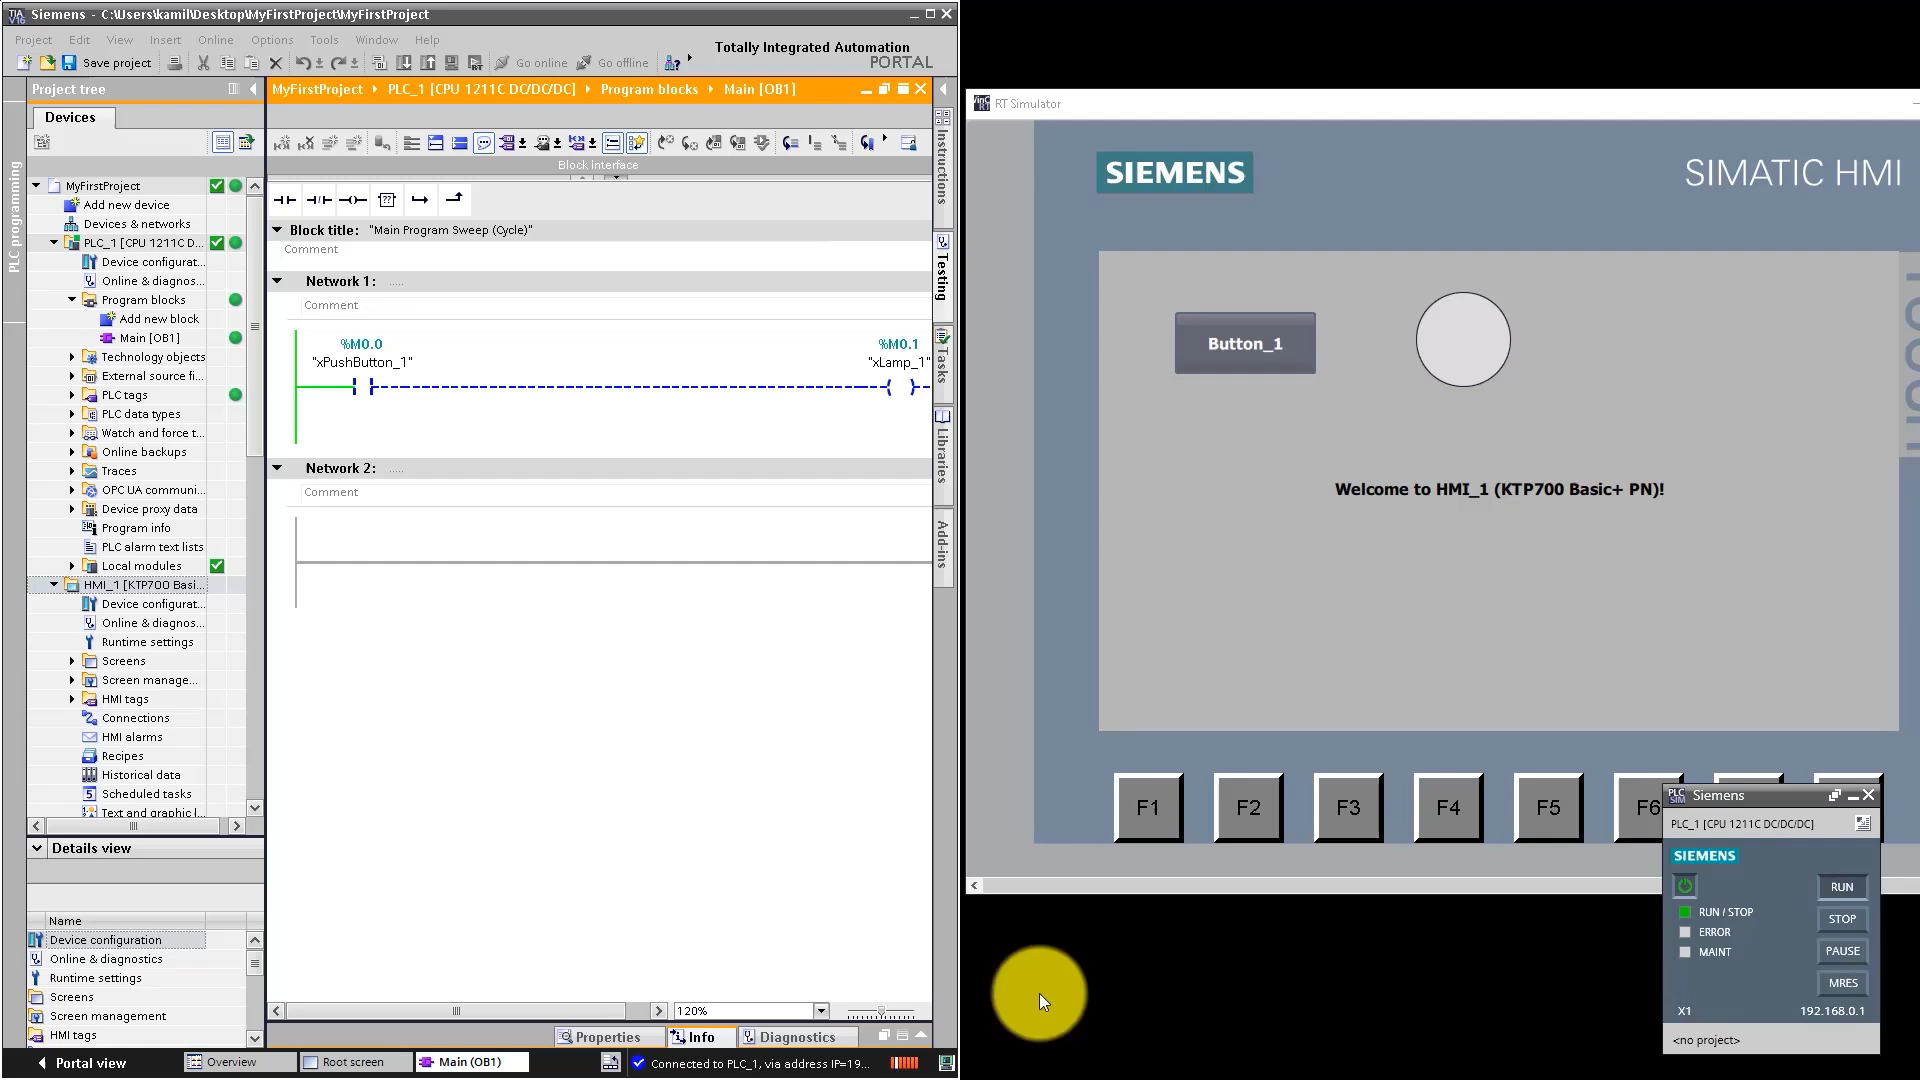 Siemens - C:\Users\kamil\Desktop\MyFirstProject\MyFirstProject
Project Edit View Insert Online Options Tools Window Help
Totally Integrated Automation
PORTAL
Save project
Go online
Go offline
Project tree
MyFirstProject
PLC_1 [CPU 1211C DC/DC/DC]
Program blocks
Main [OB1]
Devices
PLC programming
MyFirstProject
Add new device
Devices & networks
PLC_1 [CPU 1211C D...
Device configurat...
Online & diagnos...
Program blocks
Add new block
Main [OB1]
Technology objects
External source fi...
PLC tags
PLC data types
Watch and force t...
Online backups
Traces
OPC UA communi...
Device proxy data
Program info
PLC alarm text lists
Local modules
HMI_1 [KTP700 Basi...
Device configurat...
Online & diagnos...
Runtime settings
Screens
Screen manage...
HMI tags
Connections
HMI alarms
Recipes
Historical data
Scheduled tasks
Text and graphic l...
Details view
Name
Device configuration
Online & diagnostics
Runtime settings
Screens
Screen management
HMI tags
Block interface
Block title: "Main Program Sweep (Cycle)"
Comment
Network 1: .....
Comment
%M0.0
"xPushButton_1"
%M0.1
"xLamp_1"
Network 2: .....
Comment
120%
Properties
Info
Diagnostics
Instructions
Testing
Tasks
Libraries
Add-ins
Portal view
Overview
Root screen
Main (OB1)
Connected to PLC_1, via address IP=19...
RT Simulator
SIEMENS
SIMATIC HMI
Button_1
Welcome to HMI_1 (KTP700 Basic+ PN)!
F1
F2
F3
F4
F5
F6
Siemens
PLC_1 [CPU 1211C DC/DC/DC]
SIEMENS
RUN
RUN / STOP
STOP
ERROR
PAUSE
MAINT
MRES
X1
192.168.0.1
<no project>